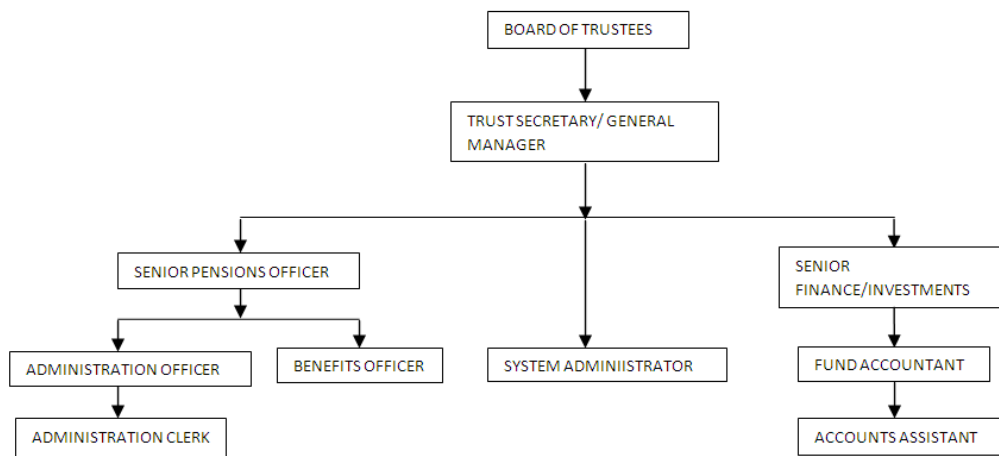 BOARD OF TRUSTEES
TRUST SECRETARY/ GENERAL
MANAGER
SENIOR PENSIONS OFFICER
SENIOR
FINANCE/INVESTMENTS
ADMINISTRATION OFFICER
BENEFITS OFFICER
SYSTEM ADMINIISTRATOR
FUND ACCOUNTANT
ADMINISTRATION CLERK
ACCOUNTS ASSISTANT